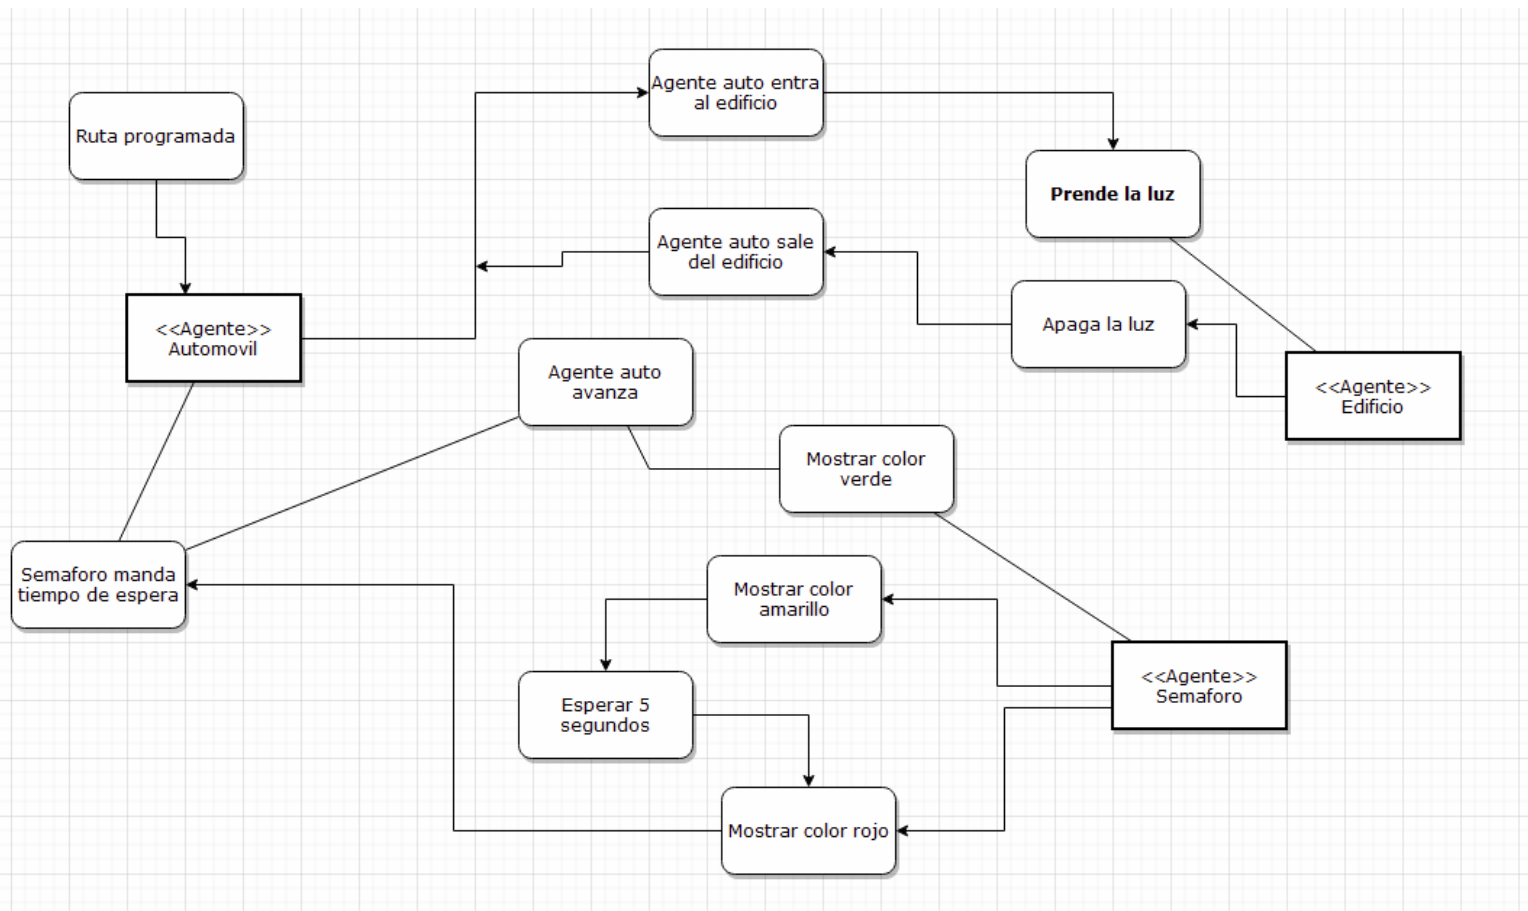 Agente auto entra
al edificio
Ruta programada
Prende la luz
Agente auto sale
del edificio
Apaga la luz
<<Agente>>
Automovil
Agente auto
avanza
<<Agente>>
Edificio
Mostrar color
verde
Semaforo manda
tiempo de espera
Mostrar color
amarillo
<<Agente>>
Semaforo
Esperar 5
segundos
Mostrar color rojo